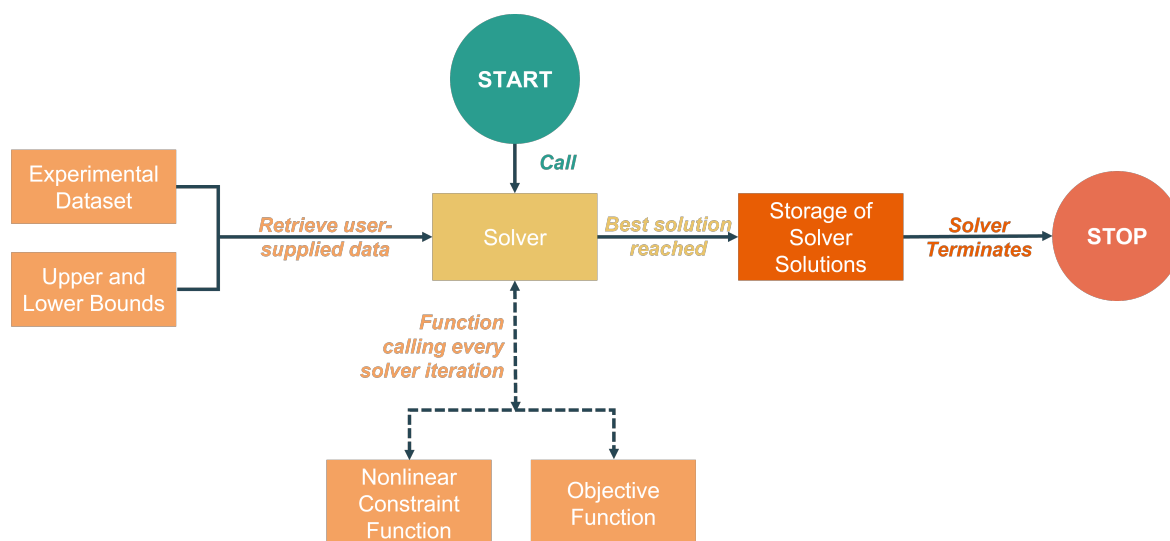 START
Call
Experimental
Dataset
Upper and
Lower Bounds
Retrieve user-
supplied data
Solver
Best solution
reached
Storage of
Solver
Solutions
Solver
Terminates
STOP
Function
calling every
solver iteration
Nonlinear
Constraint
Function
Objective
Function